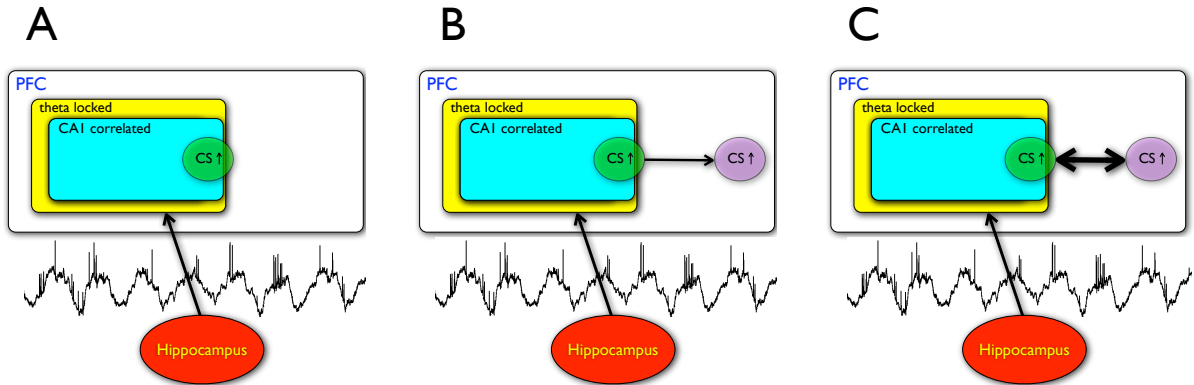 A
B
C
PFC
theta locked
CA1 correlated
CS ↑
Hippocampus
PFC
theta locked
CA1 correlated
CS ↑
CS ↑
Hippocampus
PFC
theta locked
CA1 correlated
CS ↑
CS ↑
Hippocampus